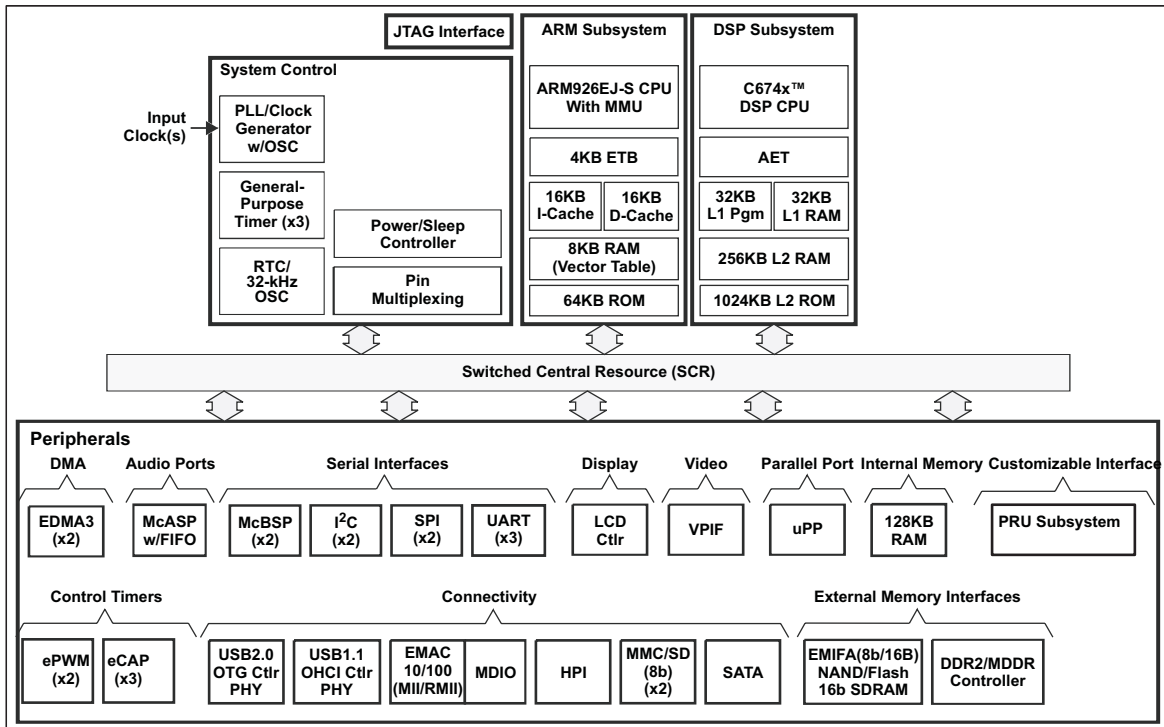 JTAG Interface
ARM Subsystem
DSP Subsystem
System Control
Input
Clock(s)
PLL/Clock
Generator
w/OSC
General-
Purpose
Timer (x3)
RTC/
32-kHz
OSC
Power/Sleep
Controller
Pin
Multiplexing
ARM926EJ-S CPU
With MMU
4KB ETB
16KB
I-Cache
16KB
D-Cache
8KB RAM
(Vector Table)
64KB ROM
C674x™
DSP CPU
AET
32KB
L1 Pgm
32KB
L1 RAM
256KB L2 RAM
1024KB L2 ROM
Switched Central Resource (SCR)
Peripherals
DMA
Audio Ports
Serial Interfaces
Display
Video
Parallel Port
Internal Memory
Customizable Interface
EDMA3
(x2)
McASP
w/FIFO
McBSP
(x2)
I²C
(x2)
SPI
(x2)
UART
(x3)
LCD
Ctlr
VPIF
uPP
128KB
RAM
PRU Subsystem
Control Timers
Connectivity
External Memory Interfaces
ePWM
(x2)
eCAP
(x3)
USB2.0
OTG Ctlr
PHY
USB1.1
OHCI Ctlr
PHY
EMAC
10/100
(MII/RMII)
MDIO
HPI
MMC/SD
(8b)
(x2)
SATA
EMIFA(8b/16B)
NAND/Flash
16b SDRAM
DDR2/MDDR
Controller